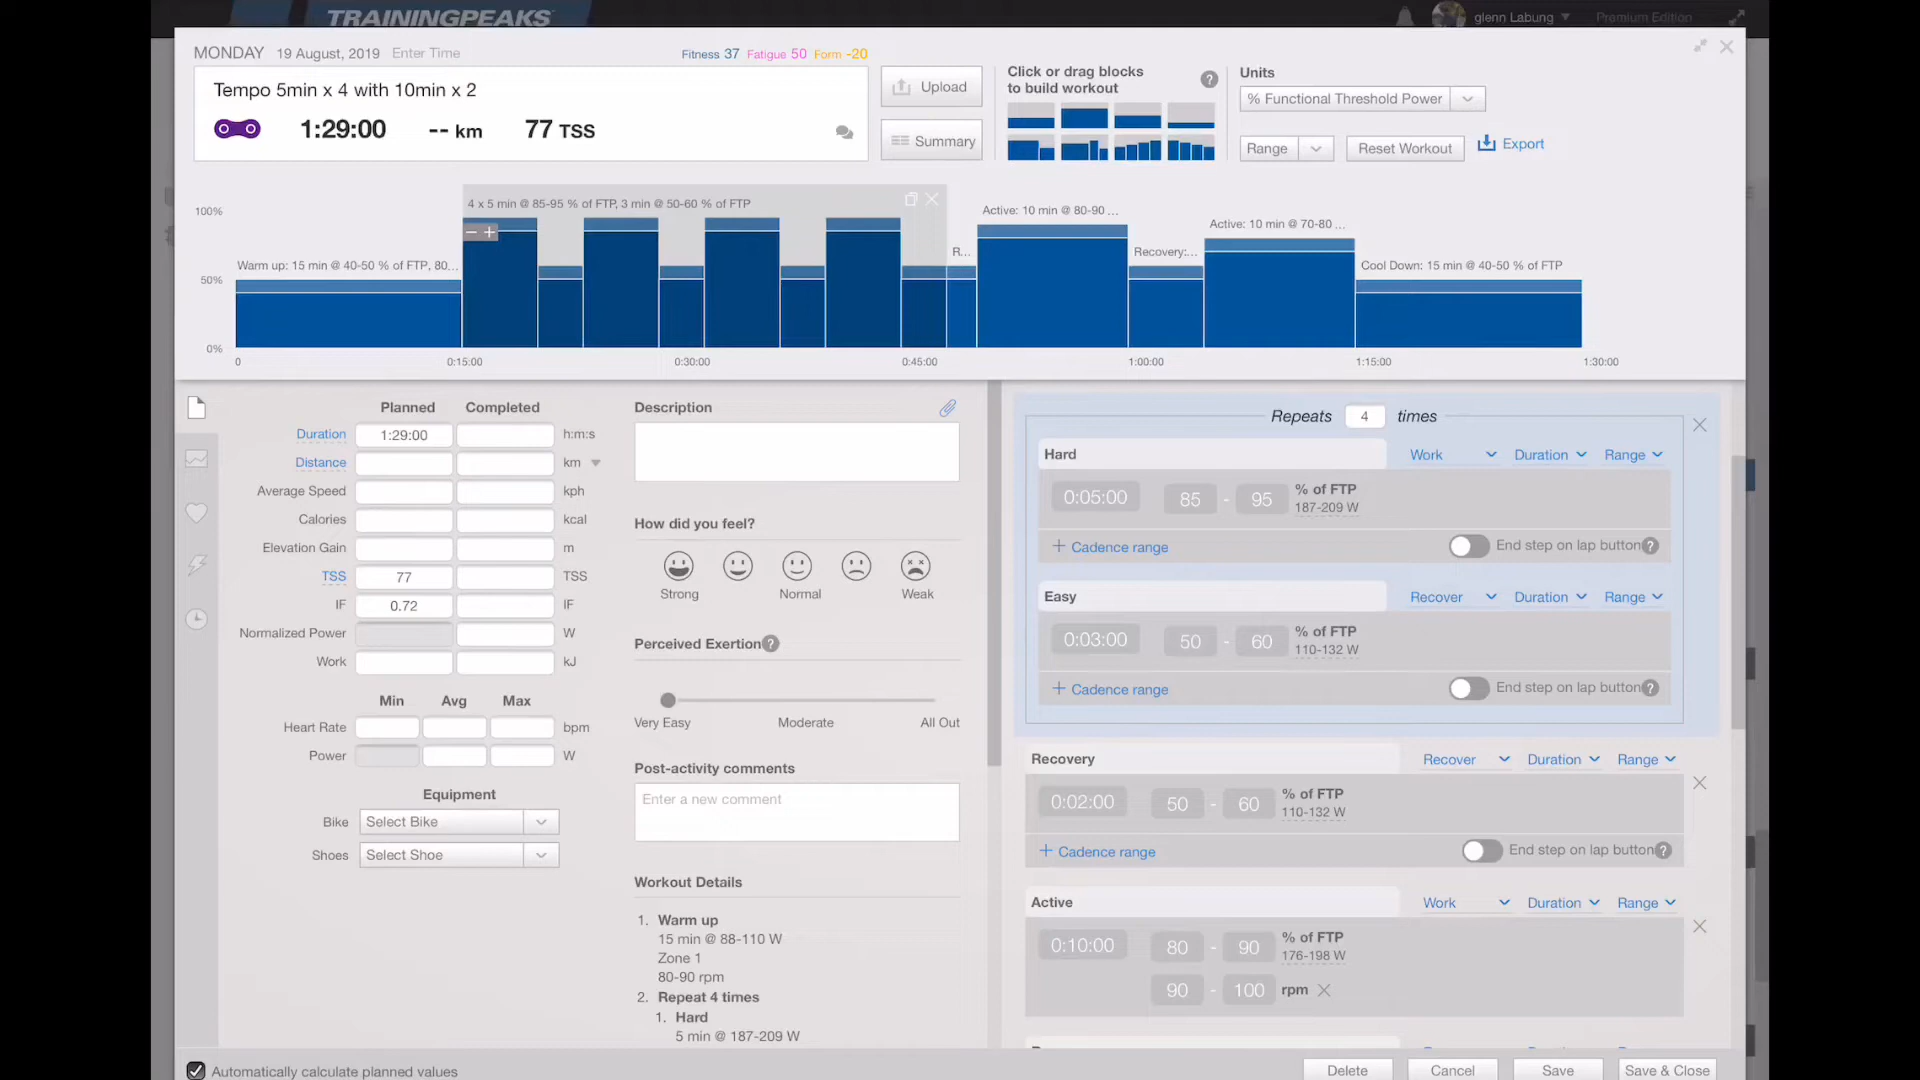 TRAININGPEAKS
glenn Labung
Premium Edition
MONDAY 19 August, 2019 Enter Time
Fitness 37 Fatigue 50 Form -20
Tempo 5min x 4 with 10min x 2
1:29:00 -- km 77 TSS
Upload
Summary
Click or drag blocks
to build workout
?
Units
% Functional Threshold Power
Range
Reset Workout
Export
100%
50%
0%
Warm up: 15 min @ 40-50 % of FTP, 80...
4 x 5 min @ 85-95 % of FTP, 3 min @ 50-60 % of FTP
R...
Active: 10 min @ 80-90 ...
Recovery:...
Active: 10 min @ 70-80 ...
Cool Down: 15 min @ 40-50 % of FTP
0 0:15:00 0:30:00 0:45:00 1:00:00 1:15:00 1:30:00
Planned Completed
Duration 1:29:00 h:m:s
Distance km
Average Speed kph
Calories kcal
Elevation Gain m
TSS 77 TSS
IF 0.72 IF
Normalized Power W
Work kJ
Min Avg Max
Heart Rate bpm
Power W
Equipment
Bike Select Bike
Shoes Select Shoe
Description
How did you feel?
Strong Normal Weak
Perceived Exertion ?
Very Easy Moderate All Out
Post-activity comments
Enter a new comment
Workout Details
1. Warm up
15 min @ 88-110 W
Zone 1
80-90 rpm
2. Repeat 4 times
1. Hard
5 min @ 187-209 W
Repeats 4 times
Hard Work Duration Range
0:05:00 85 - 95 % of FTP
187-209 W
+ Cadence range End step on lap button ?
Easy Recover Duration Range
0:03:00 50 - 60 % of FTP
110-132 W
+ Cadence range End step on lap button ?
Recovery Recover Duration Range
0:02:00 50 - 60 % of FTP
110-132 W
+ Cadence range End step on lap button ?
Active Work Duration Range
0:10:00 80 - 90 % of FTP
176-198 W
90 - 100 rpm
Automatically calculate planned values
Delete Cancel Save Save & Close